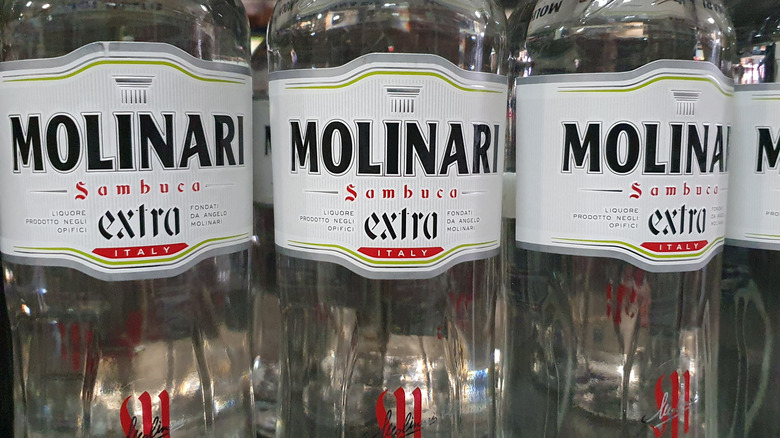 MOLINARI
Sambuca
extra
LIQUORE
PRODOTTO NEGLI
OPIFICI
FONDATI
DA ANGELO
MOLINARI
ITALY
MOLINARI
Sambuca
extra
LIQUORE
PRODOTTO NEGLI
OPIFICI
FONDATI
DA ANGELO
MOLINARI
ITALY
MOLINA
Sambuca
extra
LIQUORE
PRODOTTO NEGLI
OPIFICI
FONDATI
DA ANGELO
MOLINARI
ITALY
M
M
M
M